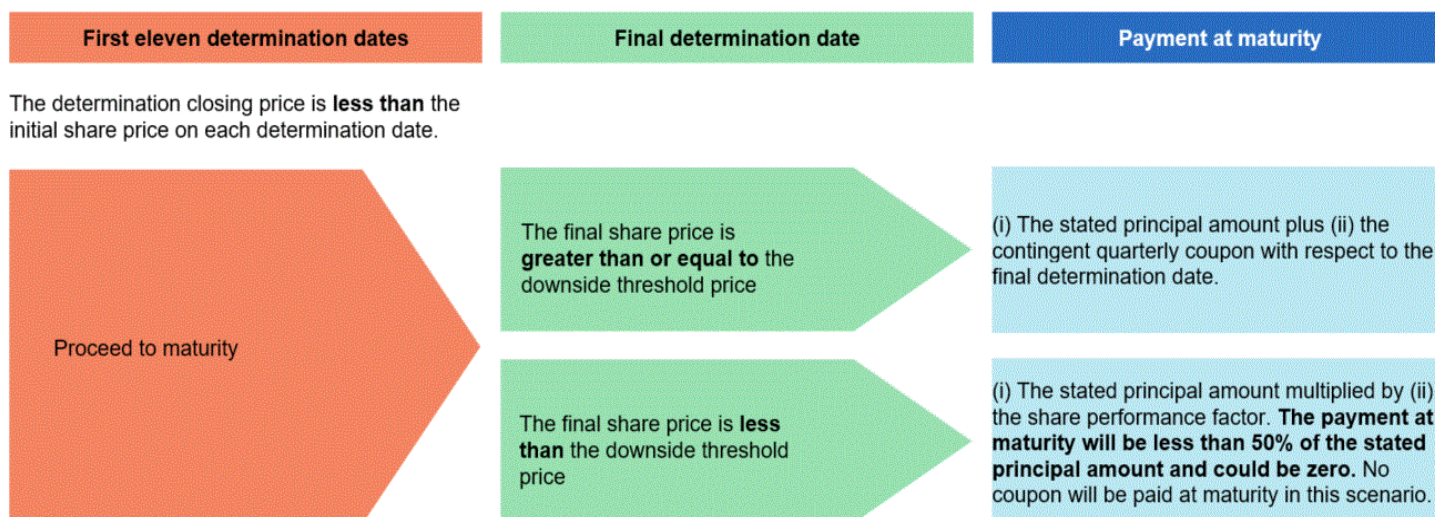 First eleven determination dates
Final determination date
Payment at maturity
The determination closing price is less than the
initial share price on each determination date.
Proceed to maturity
The final share price is
greater than or equal to the
downside threshold price
(i) The stated principal amount plus (ii) the
contingent quarterly coupon with respect to the
final determination date.
The final share price is less
than the downside threshold
price
(i) The stated principal amount multiplied by (ii)
the share performance factor. The payment at
maturity will be less than 50% of the stated
principal amount and could be zero. No
coupon will be paid at maturity in this scenario.